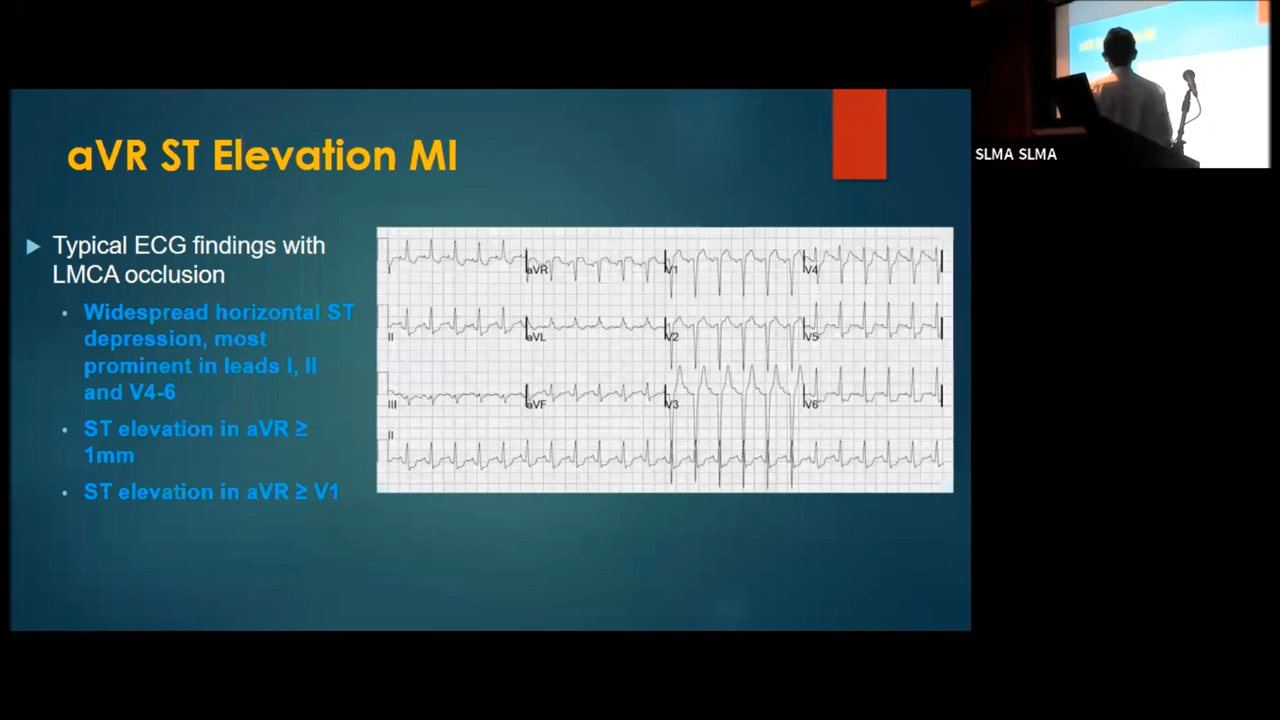 aVR ST Elevation MI
Typical ECG findings with
LMCA occlusion
Widespread horizontal ST
depression, most
prominent in leads I, II
and V4-6
ST elevation in aVR ≥
1mm
ST elevation in aVR ≥ V1
I aVR V1 V4
II aVL V2 V5
III aVF V3 V6
II
SLMA SLMA